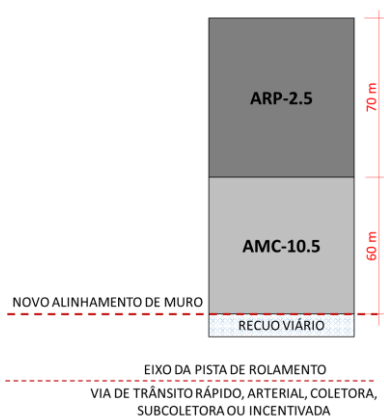 ARP-2.5
70 m
AMC-10.5
60 m
NOVO ALINHAMENTO DE MURO
RECUO VIÁRIO
EIXO DA PISTA DE ROLAMENTO
VIA DE TRÂNSITO RÁPIDO, ARTERIAL, COLETORA,
SUBCOLETORA OU INCENTIVADA